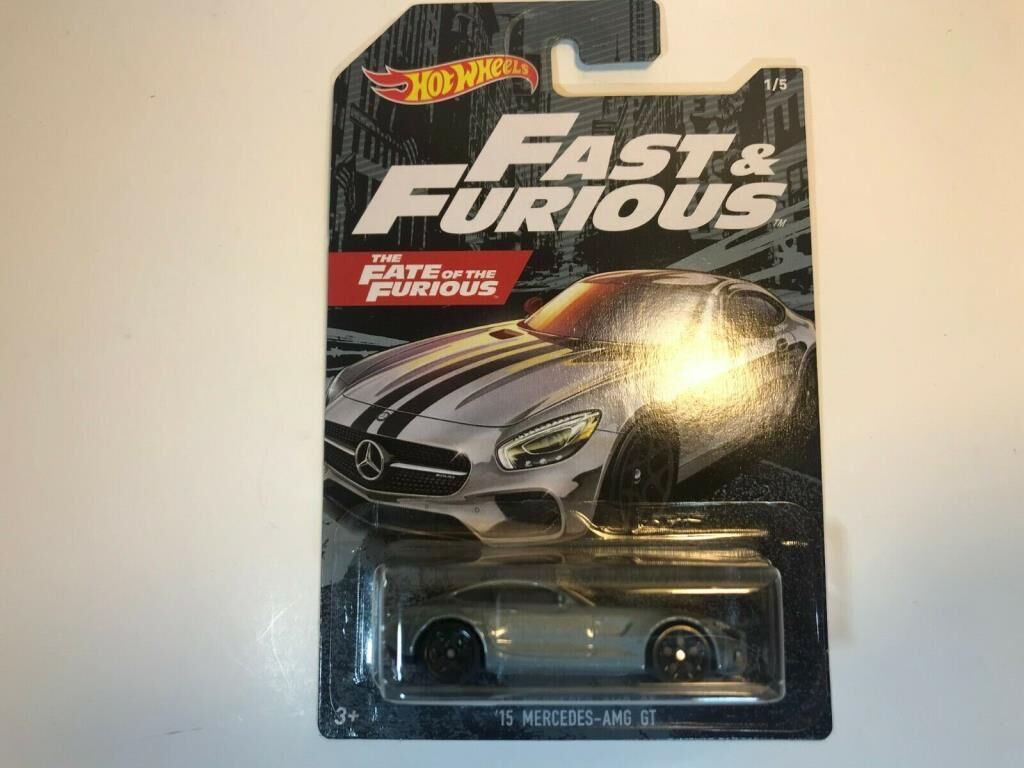 HOT WHEELS
1/5
FAST &
FURIOUS
TM
THE
FATE OF THE
FURIOUS
3+
'15 MERCEDES-AMG GT